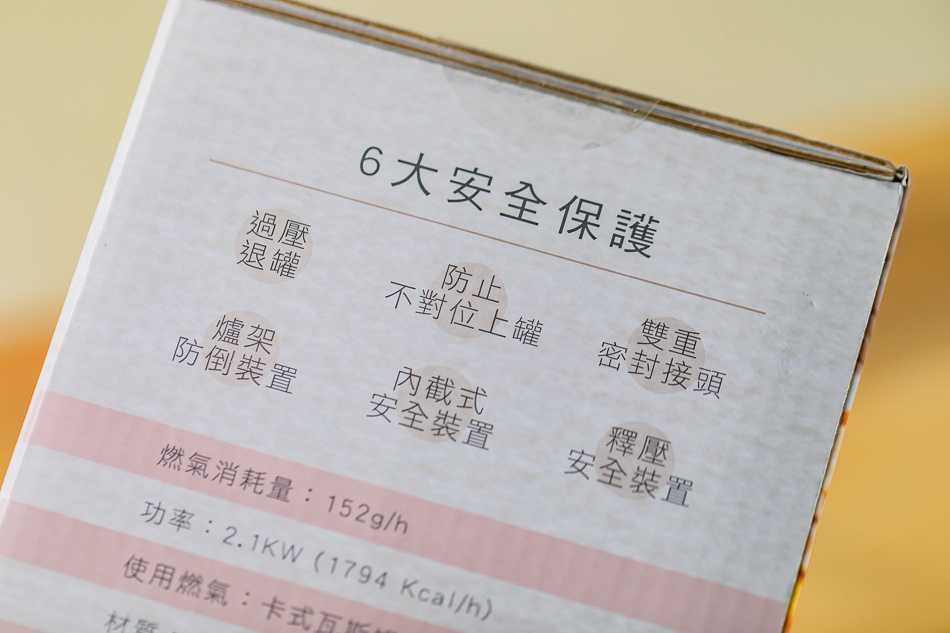 6大安全保護
過壓
退罐
防止
不對位上罐
雙重
密封接頭
爐架
防倒裝置
內截式
安全裝置
釋壓
安全裝置
燃氣消耗量：152g/h
功率：2.1KW (1794 Kcal/h)
使用燃氣：卡式瓦斯
材質：